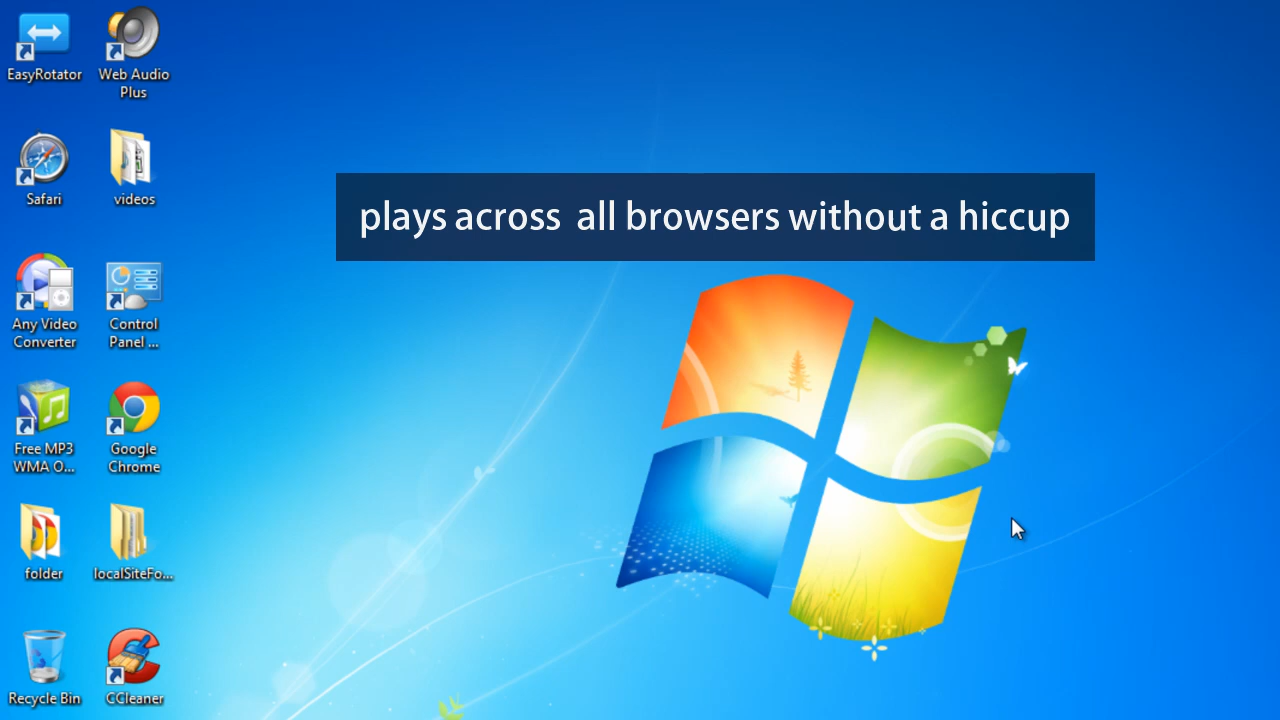 EasyRotator
Web Audio
Plus
plays across  all browsers without a hiccup
Safari
videos
Any Video
Converter
Control
Panel ...
Free MP3
WMA O...
Google
Chrome
folder
localSiteFo...
Recycle Bin
CCleaner